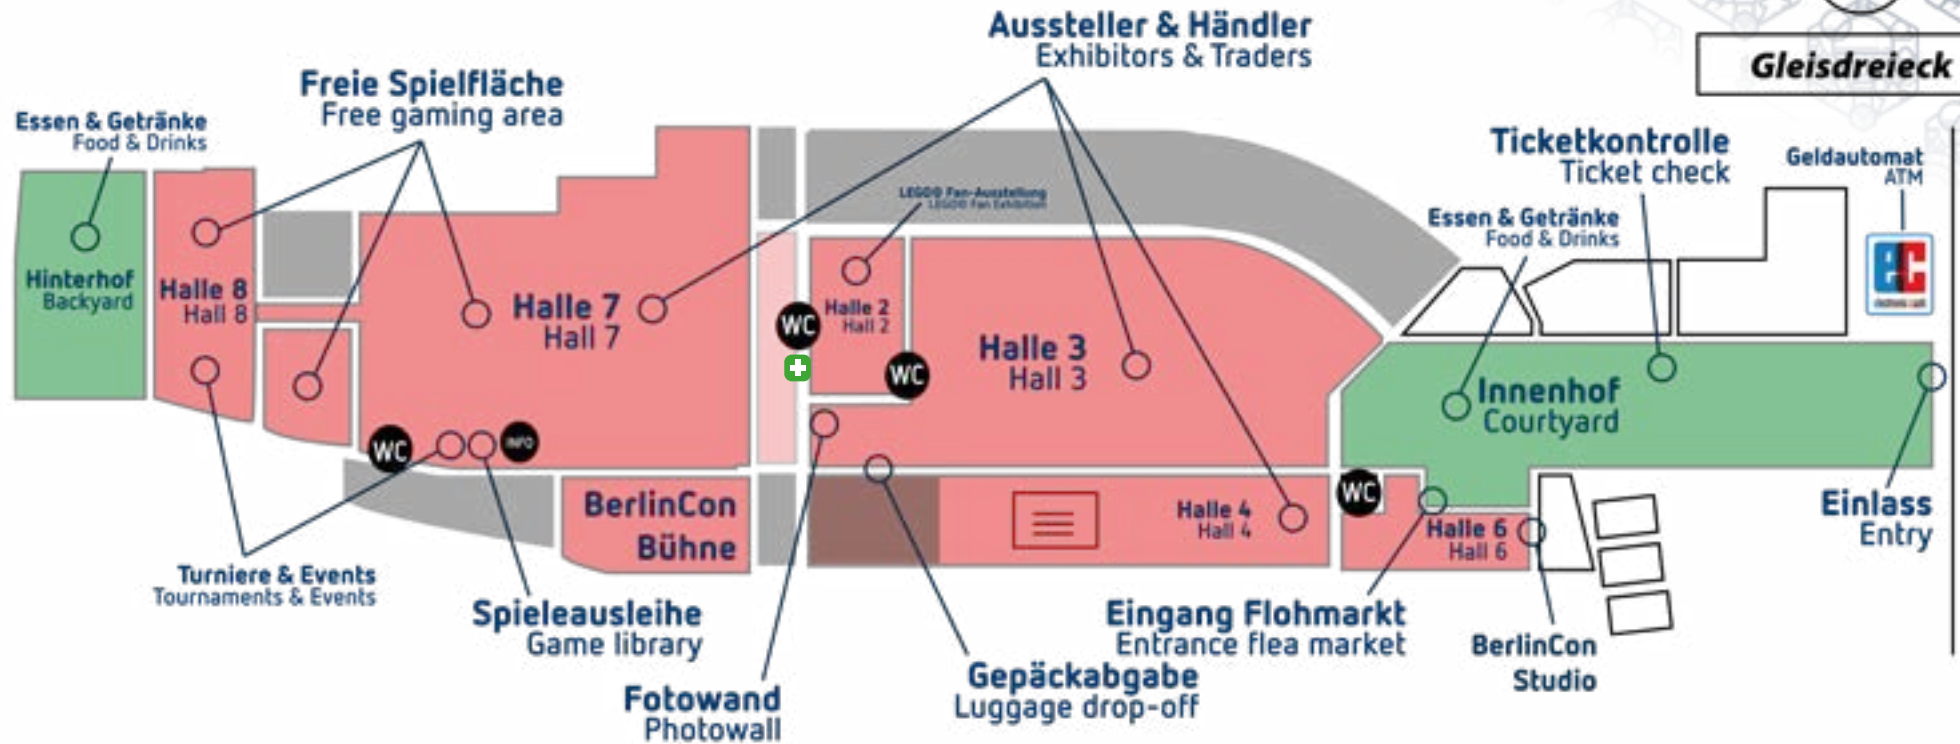 Aussteller & Händler
Exhibitors & Traders
Gleisdreieck
Freie Spielfläche
Free gaming area
Essen & Getränke
Food & Drinks
Ticketkontrolle
Ticket check
Geldautomat
ATM
LEGO® Fan-Ausstellung
LEGO® Fan Exhibition
Essen & Getränke
Food & Drinks
ec
Hinterhof
Backyard
Halle 8
Hall 8
Halle 7
Hall 7
WC
Halle 2
Hall 2
WC
Halle 3
Hall 3
Innenhof
Courtyard
WC
INFO
BerlinCon
Bühne
Halle 4
Hall 4
WC
Halle 6
Hall 6
Einlass
Entry
Turniere & Events
Tournaments & Events
Spieleausleihe
Game library
Eingang Flohmarkt
Entrance flea market
BerlinCon
Studio
Fotowand
Photowall
Gepäckabgabe
Luggage drop-off